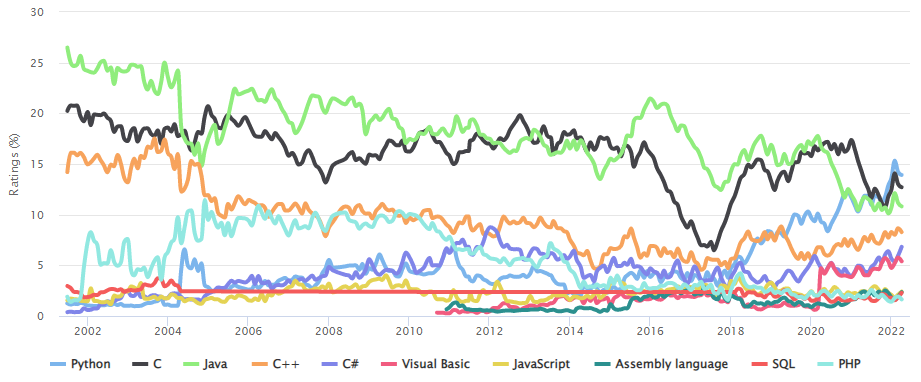 30
25
20
15
10
5
0
Ratings (%)
2002 2004 2006 2008 2010 2012 2014 2016 2018 2020 2022
Python C Java C++ C# Visual Basic JavaScript Assembly language SQL PHP